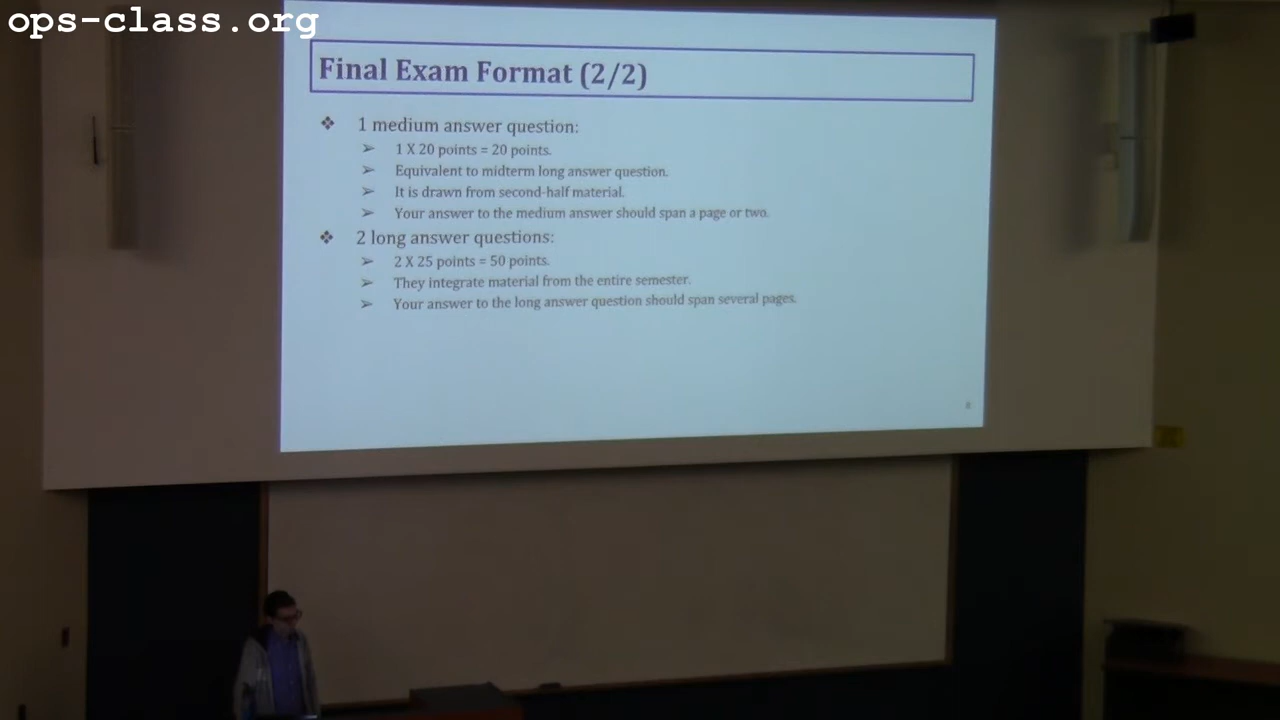 ops-class.org
Final Exam Format (2/2)
❖ 1 medium answer question:
➢ 1 X 20 points = 20 points.
➢ Equivalent to midterm long answer question.
➢ It is drawn from second-half material.
➢ Your answer to the medium answer should span a page or two.
❖ 2 long answer questions:
➢ 2 X 25 points = 50 points.
➢ They integrate material from the entire semester.
➢ Your answer to the long answer question should span several pages.